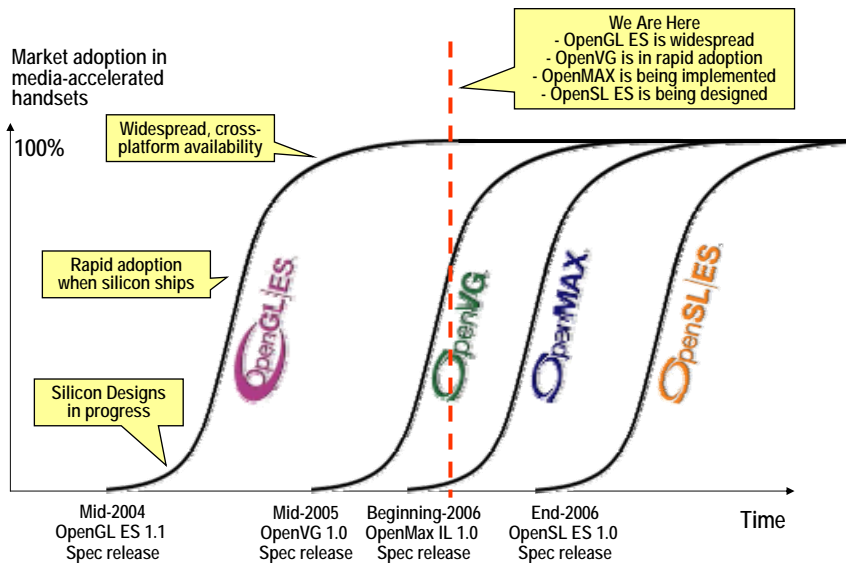 We Are Here
- OpenGL ES is widespread
- OpenVG is in rapid adoption
- OpenMAX is being implemented
- OpenSL ES is being designed
Market adoption in
media-accelerated
handsets
100%
Widespread, cross-
platform availability
Rapid adoption
when silicon ships
Silicon Designs
in progress
OpenGL|ES
OpenVG
OpenMAX
OpenSL|ES
Mid-2004
OpenGL ES 1.1
Spec release
Mid-2005
OpenVG 1.0
Spec release
Beginning-2006
OpenMax IL 1.0
Spec release
End-2006
OpenSL ES 1.0
Spec release
Time